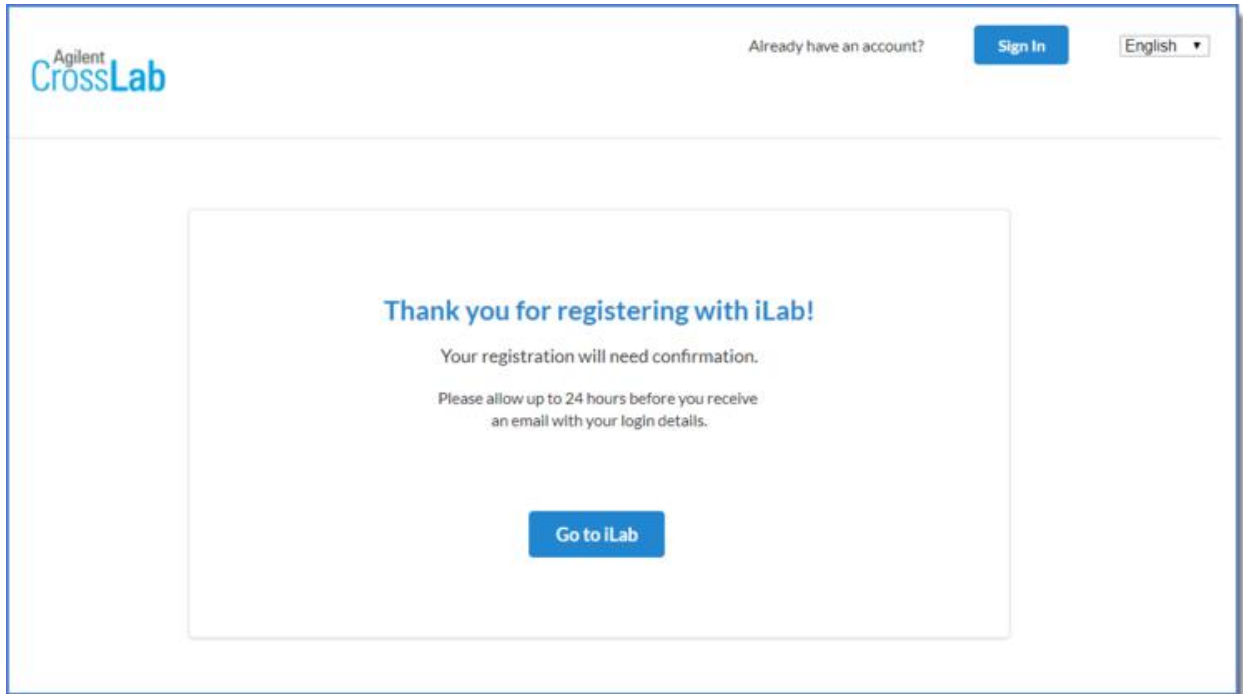 Agilent
CrossLab
Already have an account?
Sign In
English
Thank you for registering with iLab!
Your registration will need confirmation.
Please allow up to 24 hours before you receive
an email with your login details.
Go to iLab